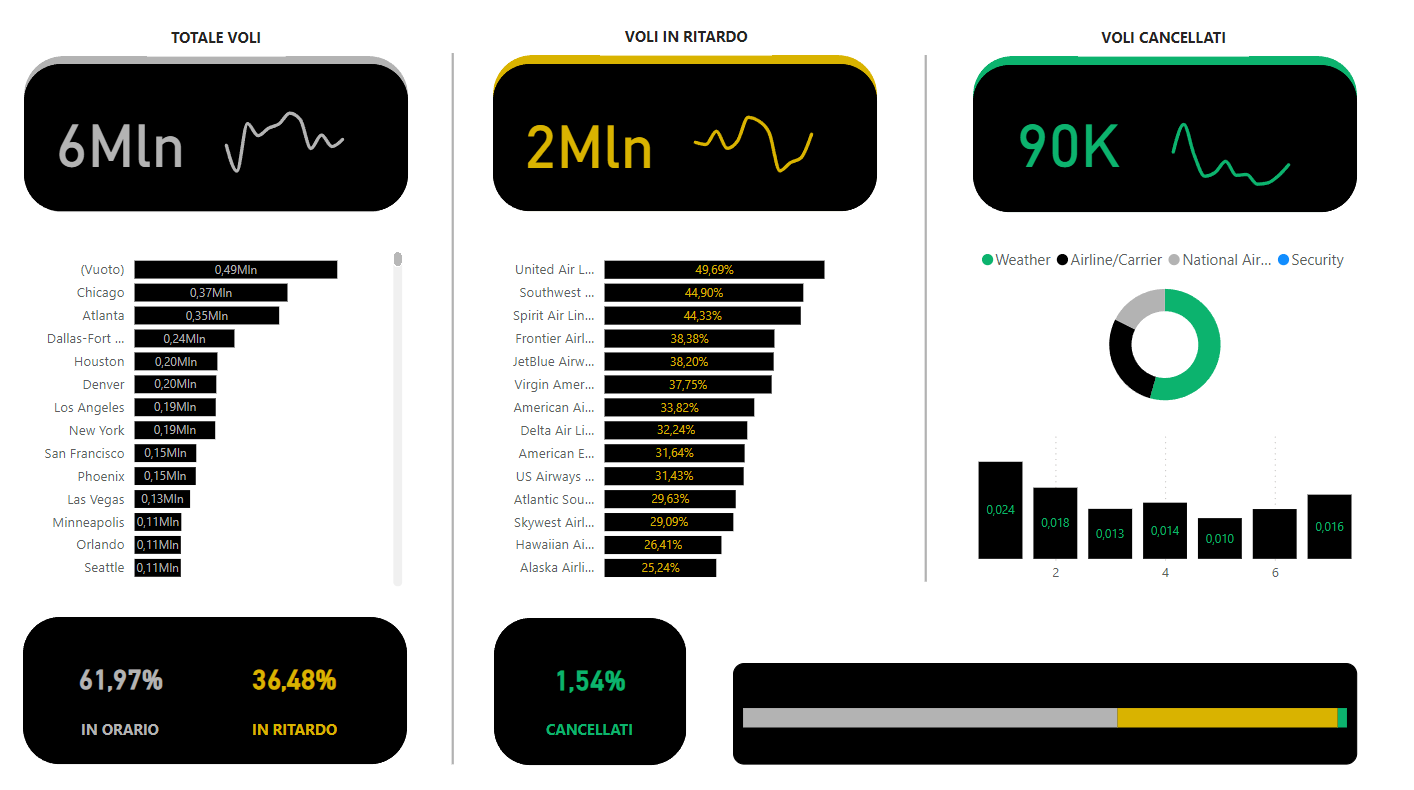 TOTALE VOLI
6Mln
(Vuoto) 0,49Mln
Chicago 0,37Mln
Atlanta 0,35Mln
Dallas-Fort ... 0,24Mln
Houston 0,20Mln
Denver 0,20Mln
Los Angeles 0,19Mln
New York 0,19Mln
San Francisco 0,15Mln
Phoenix 0,15Mln
Las Vegas 0,13Mln
Minneapolis 0,11Mln
Orlando 0,11Mln
Seattle 0,11Mln
61,97% 36,48%
IN ORARIO IN RITARDO
VOLI IN RITARDO
2Mln
United Air L... 49,69%
Southwest ... 44,90%
Spirit Air Lin... 44,33%
Frontier Airl... 38,38%
JetBlue Airw... 38,20%
Virgin Amer... 37,75%
American Ai... 33,82%
Delta Air Li... 32,24%
American E... 31,64%
US Airways ... 31,43%
Atlantic Sou... 29,63%
Skywest Airl... 29,09%
Hawaiian Ai... 26,41%
Alaska Airli... 25,24%
1,54%
CANCELLATI
VOLI CANCELLATI
90K
Weather Airline/Carrier National Air... Security
0,024 0,018 0,013 0,014 0,010 0,016
2 4 6